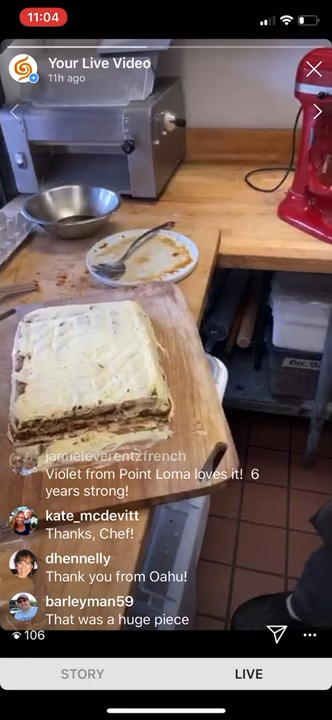 11:04
Your Live Video
11h ago
jamieleverentzfrench
Violet from Point Loma loves it!  6
years strong!
kate_mcdevitt
Thanks, Chef!
dhennelly
Thank you from Oahu!
barleyman59
That was a huge piece
106
STORY
LIVE